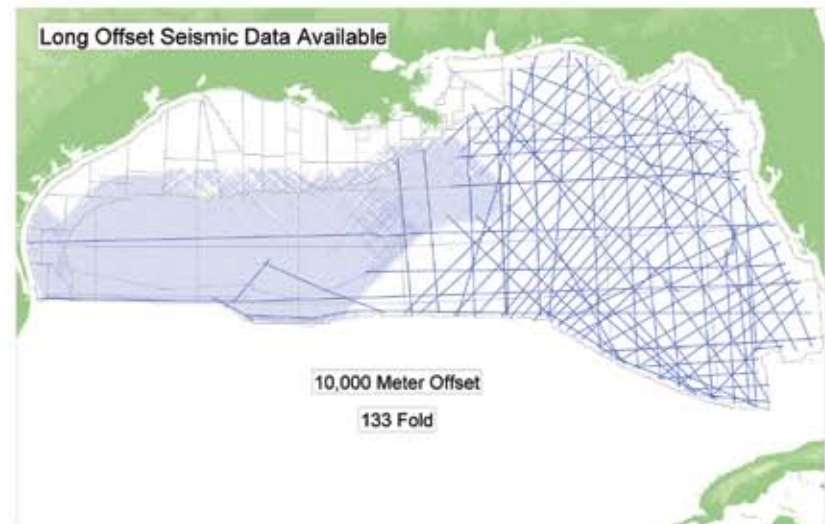 Long Offset Seismic Data Available
10,000 Meter Offset
133 Fold